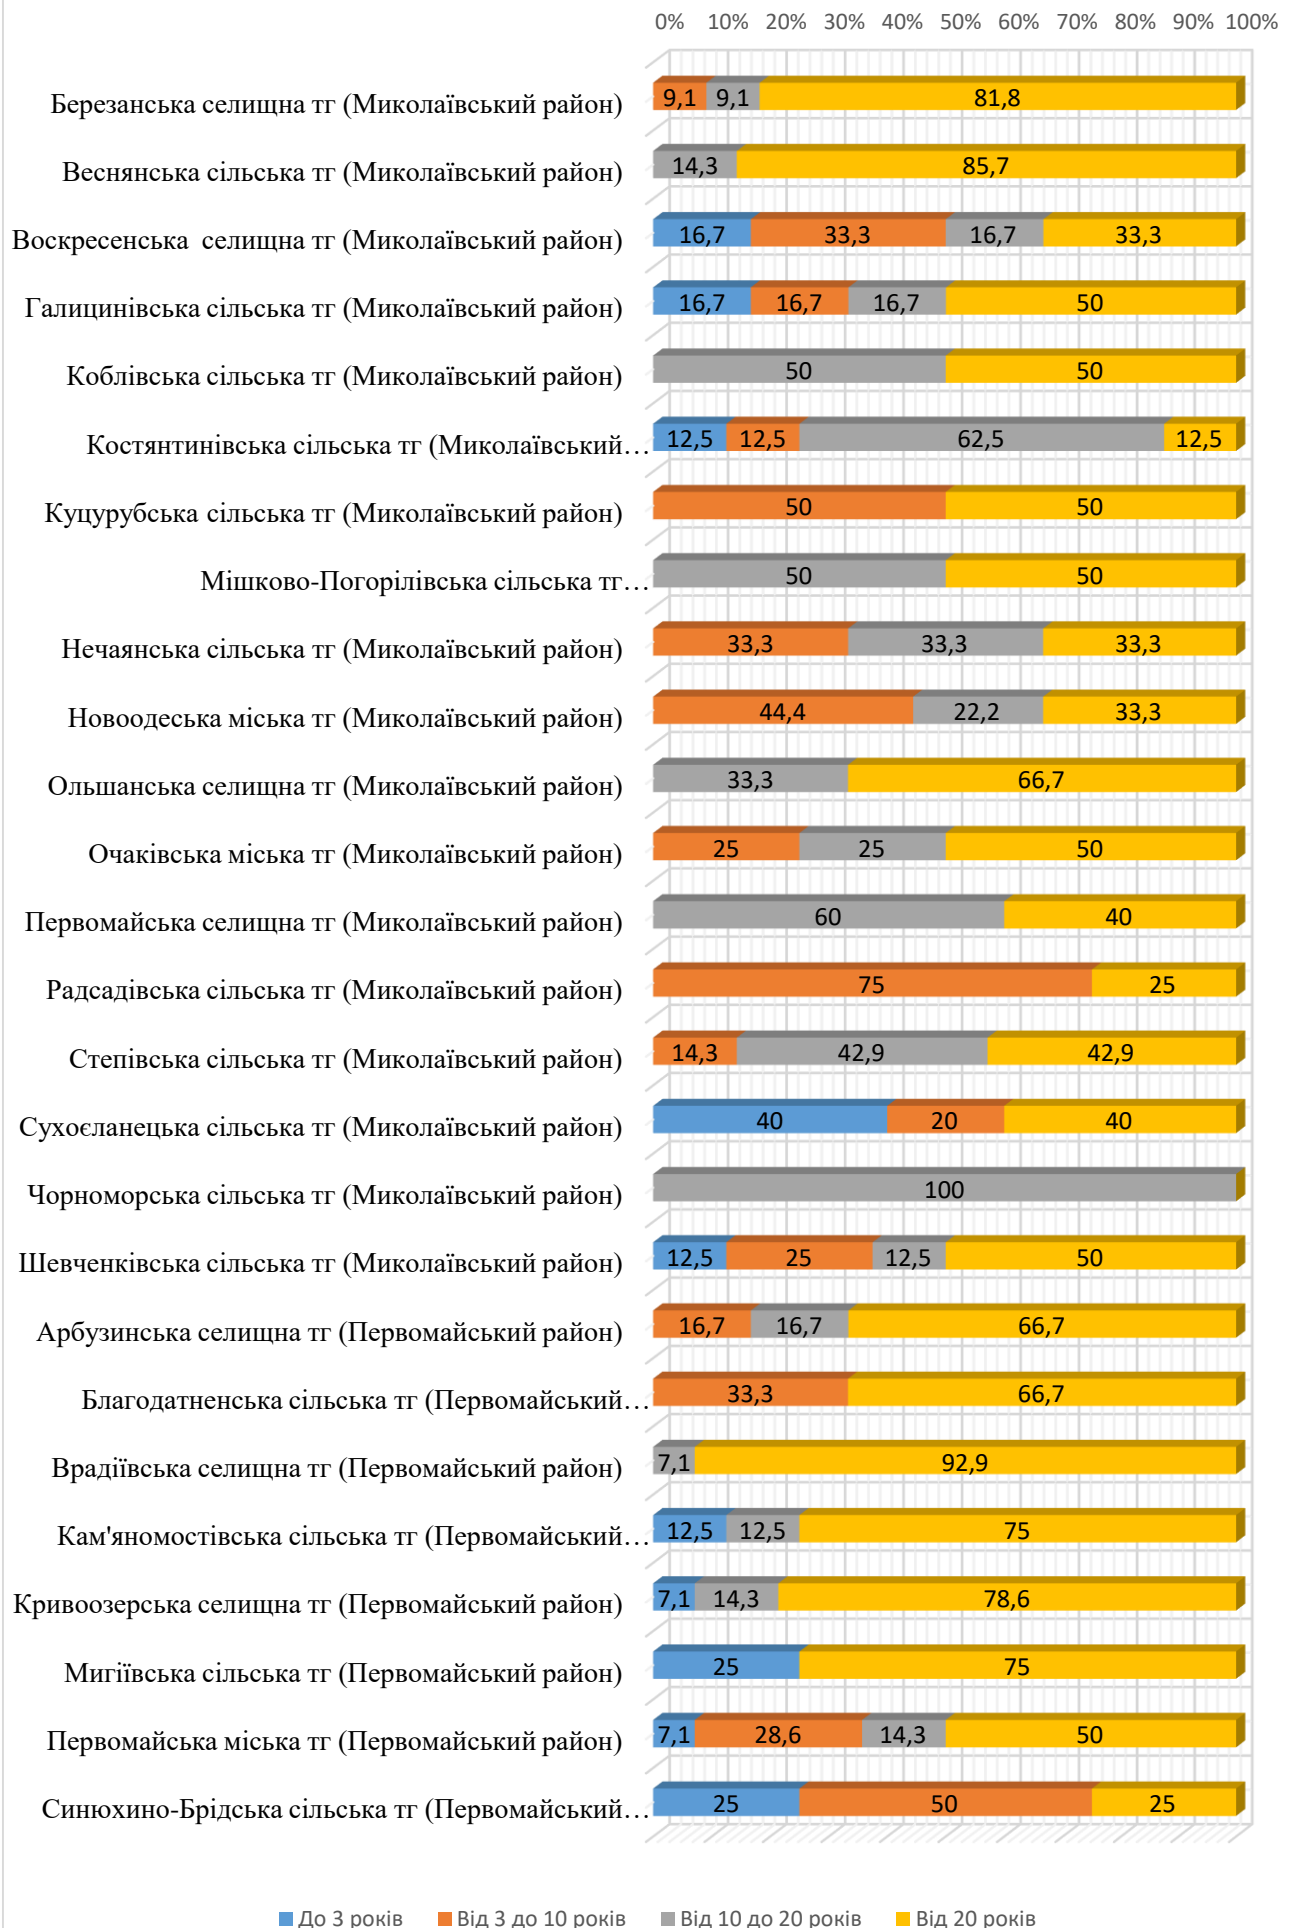 0% 10% 20% 30% 40% 50% 60% 70% 80% 90% 100%
Березанська селищна тг (Миколаївський район) 9,1 9,1 81,8
Веснянська сільська тг (Миколаївський район) 14,3 85,7
Воскресенська селищна тг (Миколаївський район) 16,7 33,3 16,7 33,3
Галицинівська сільська тг (Миколаївський район) 16,7 16,7 16,7 50
Коблівська сільська тг (Миколаївський район) 50 50
Костянтинівська сільська тг (Миколаївський… 12,5 12,5 62,5 12,5
Куцурубська сільська тг (Миколаївський район) 50 50
Мішково-Погорілівська сільська тг… 50 50
Нечаянська сільська тг (Миколаївський район) 33,3 33,3 33,3
Новоодеська міська тг (Миколаївський район) 44,4 22,2 33,3
Ольшанська селищна тг (Миколаївський район) 33,3 66,7
Очаківська міська тг (Миколаївський район) 25 25 50
Первомайська селищна тг (Миколаївський район) 60 40
Радсадівська сільська тг (Миколаївський район) 75 25
Степівська сільська тг (Миколаївський район) 14,3 42,9 42,9
Сухоєланецька сільська тг (Миколаївський район) 40 20 40
Чорноморська сільська тг (Миколаївський район) 100
Шевченківська сільська тг (Миколаївський район) 12,5 25 12,5 50
Арбузинська селищна тг (Первомайський район) 16,7 16,7 66,7
Благодатненська сільська тг (Первомайський… 33,3 66,7
Врадіївська селищна тг (Первомайський район) 7,1 92,9
Кам'яномостівська сільська тг (Первомайський… 12,5 12,5 75
Кривоозерська селищна тг (Первомайський район) 7,1 14,3 78,6
Мигіївська сільська тг (Первомайський район) 25 75
Первомайська міська тг (Первомайський район) 7,1 28,6 14,3 50
Синюхино-Брідська сільська тг (Первомайський… 25 50 25
До 3 років Від 3 до 10 років Від 10 до 20 років Від 20 років